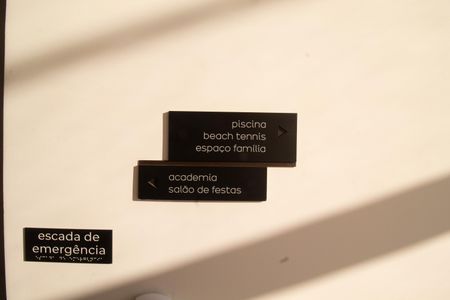 piscina
beach tennis
espaço família
academia
salão de festas
escada de
emergência